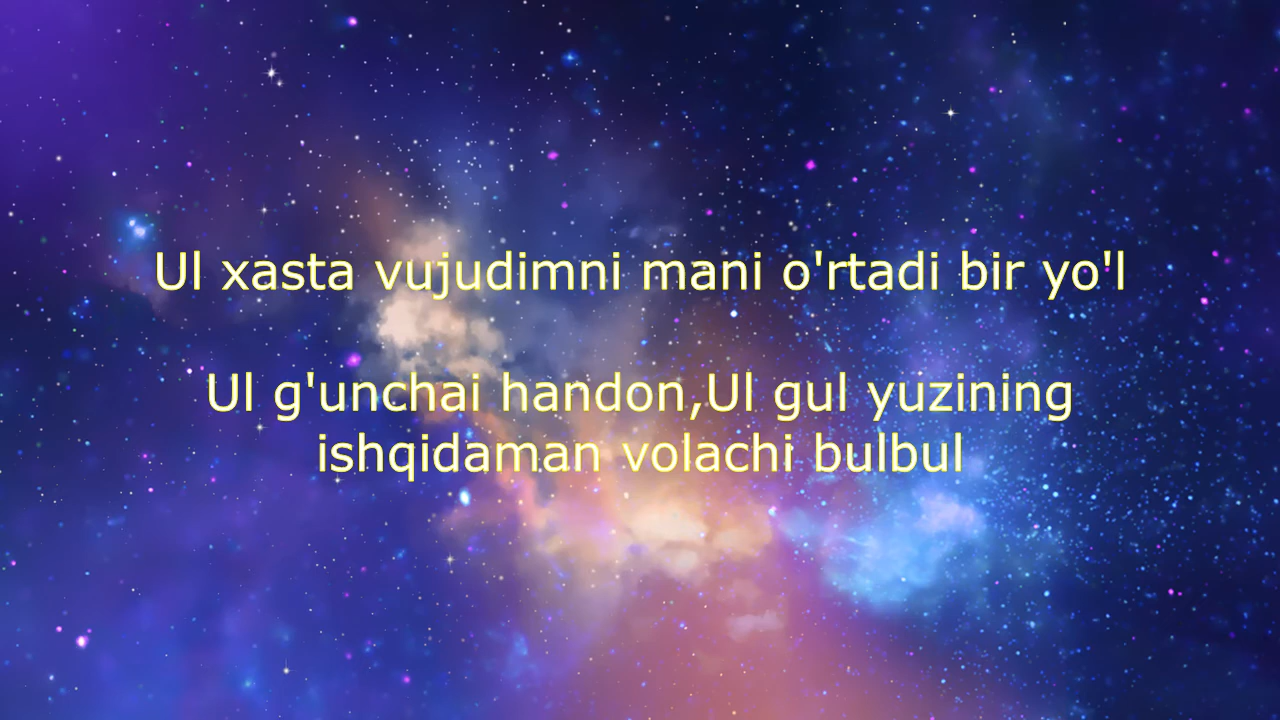 Ul xasta vujudimni mani o'rtadi bir yo'l
Ul g'unchai handon,Ul gul yuzining
ishqidaman volachi bulbul